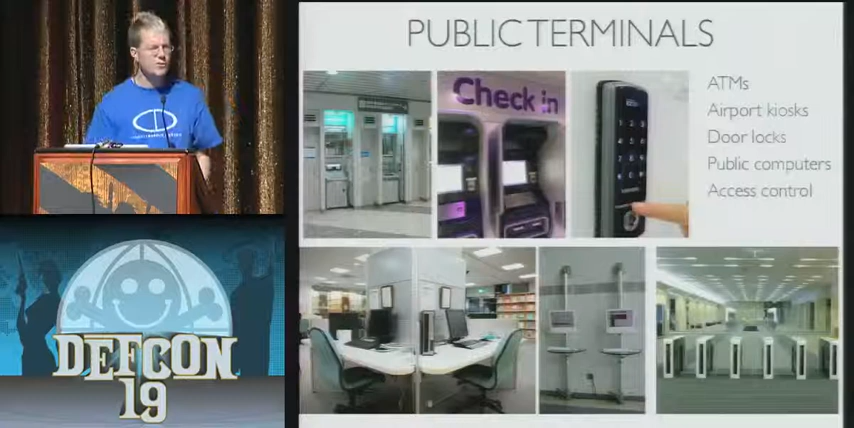 PUBLIC TERMINALS
Check in
ATMs
Airport kiosks
Door locks
Public computers
Access control
DEFCON
19